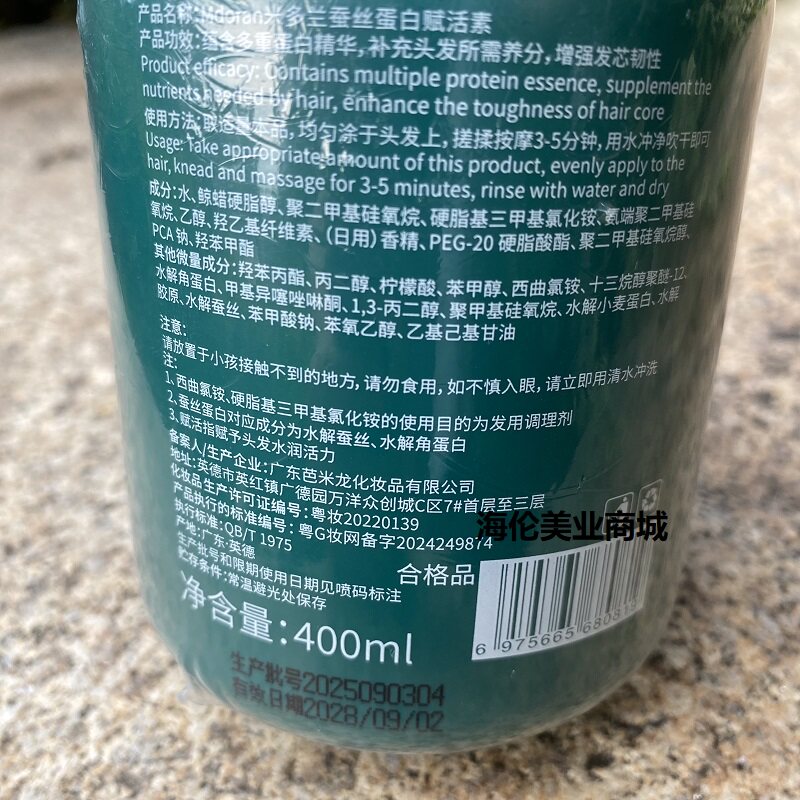 产品名称:Mdoran米多兰蚕丝蛋白赋活素
产品功效:蕴含多重蛋白精华,补充头发所需养分,增强发芯韧性
Product efficacy: Contains multiple protein essence, supplement the
nutrients needed by hair, enhance the toughness of hair core
使用方法:取适量本品,均匀涂于头发上,搓揉按摩3-5分钟,用水冲净吹干即可
Usage: Take appropriate amount of this product, evenly apply to the
hair, knead and massage for 3-5 minutes, rinse with water and dry
成分:水、鲸蜡硬脂醇、聚二甲基硅氧烷、硬脂基三甲基氯化铵、氨端聚二甲基硅
氧烷、乙醇、羟乙基纤维素、(日用)香精、PEG-20 硬脂酸酯、聚二甲基硅氧烷醇、
PCA 钠、羟苯甲酯
其他微量成分:羟苯丙酯、丙二醇、柠檬酸、苯甲醇、西曲氯铵、十三烷醇聚醚-12、
水解角蛋白、甲基异噻唑啉酮、1,3-丙二醇、聚甲基硅氧烷、水解小麦蛋白、水解
胶原、水解蚕丝、苯甲酸钠、苯氧乙醇、乙基己基甘油
注意:
请放置于小孩接触不到的地方,请勿食用,如不慎入眼,请立即用清水冲洗
注:
1、西曲氯铵、硬脂基三甲基氯化铵的使用目的为发用调理剂
2、蚕丝蛋白对应成分为水解蚕丝、水解角蛋白
3、赋活指赋予头发水润活力
备案人/生产企业:广东芭米龙化妆品有限公司
地址:英德市英红镇广德园万洋众创城C区7#首层至三层
化妆品生产许可证编号:粤妆20220139
产品执行的标准编号:粤G妆网备字2024249874
执行标准:QB/T 1975
产地:广东·英德
生产批号和限期使用日期见喷码标注
贮存条件:常温避光处保存
海伦美业商城
合格品
净含量:400ml
6 975665 680819
生产批号2025090304
有效日期2028/09/02